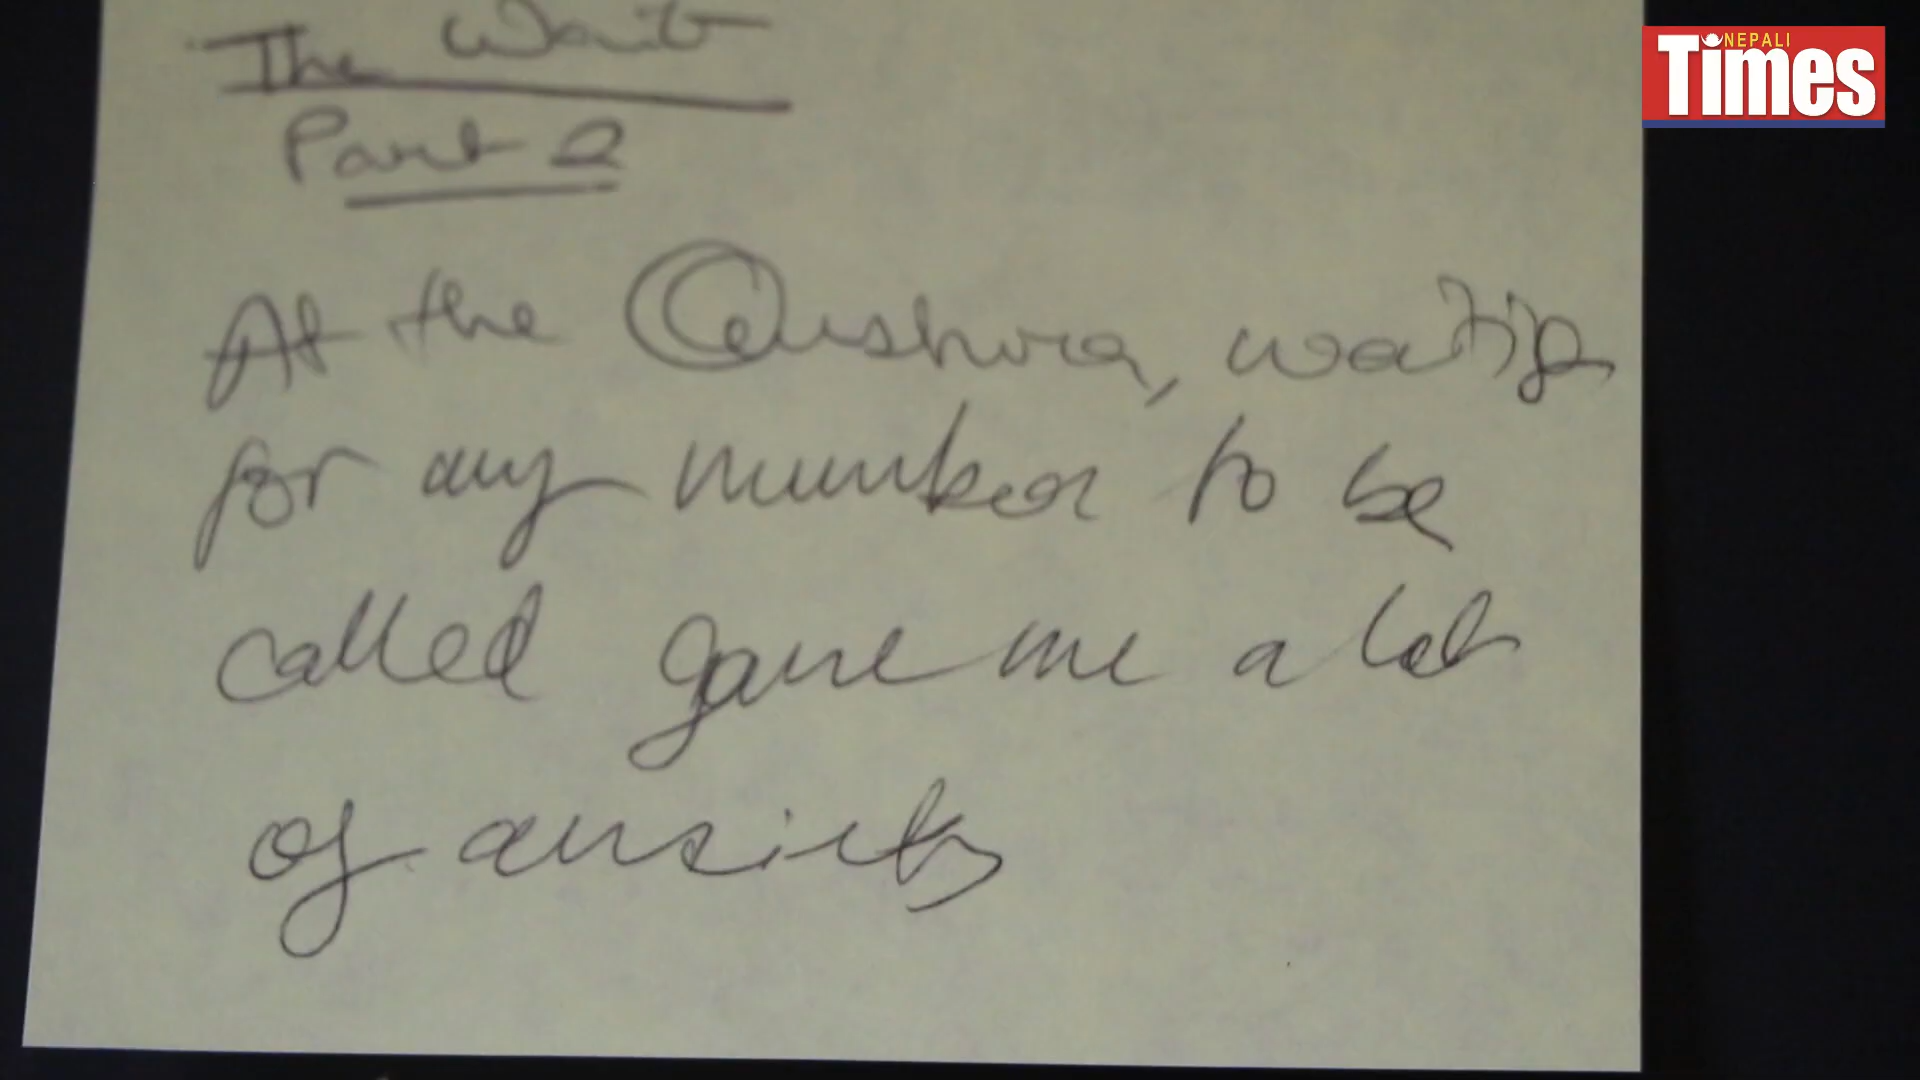 The Wait
Part 2
At the Questura, waiting
for my number to be
called gave me a lot
of anxiety
NEPALI
Times